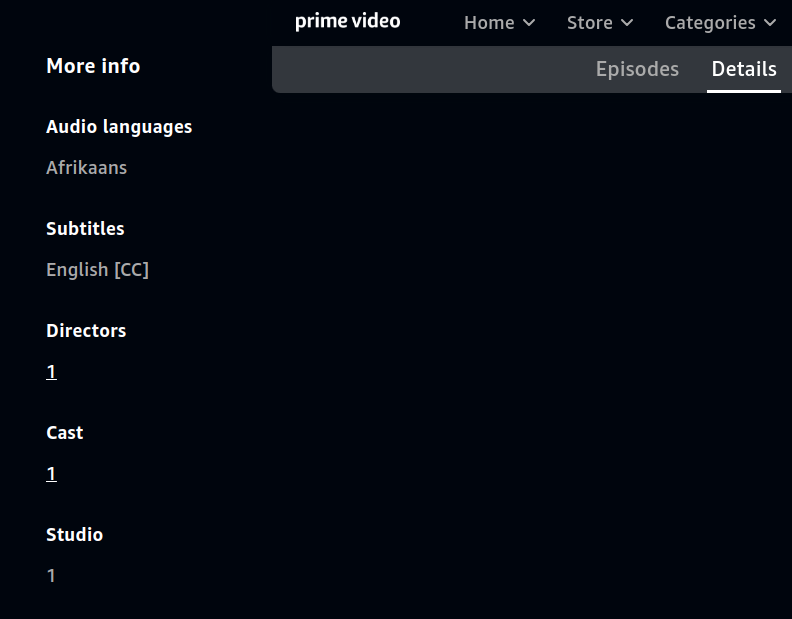 prime video Home Store Categories
More info
Episodes Details
Audio languages
Afrikaans
Subtitles
English [CC]
Directors
1
Cast
1
Studio
1